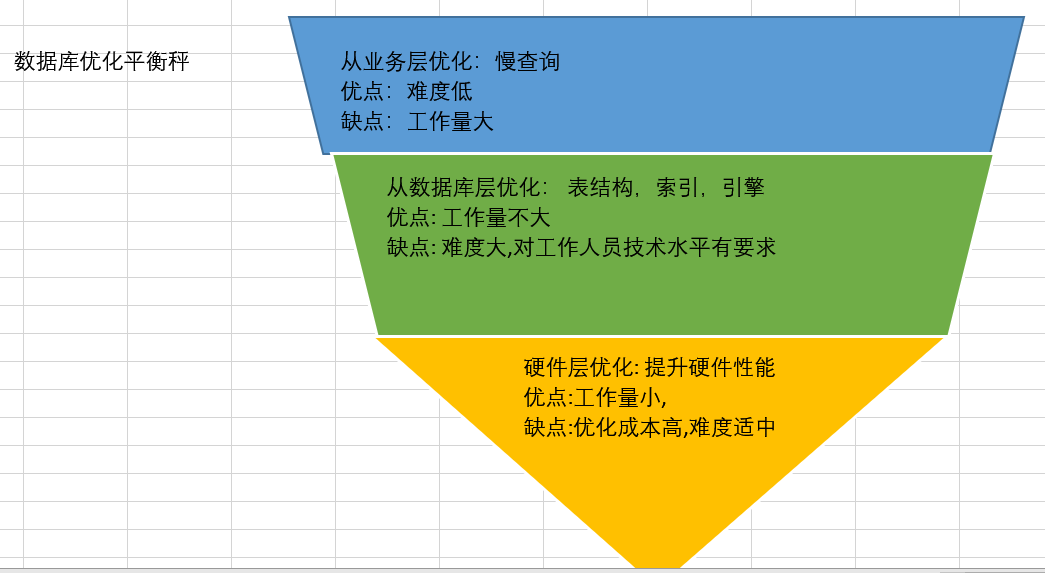 数据库优化平衡秤
从业务层优化：慢查询
优点：难度低
缺点：工作量大
从数据库层优化： 表结构，索引，引擎
优点: 工作量不大
缺点: 难度大,对工作人员技术水平有要求
硬件层优化: 提升硬件性能
优点:工作量小,
缺点:优化成本高,难度适中